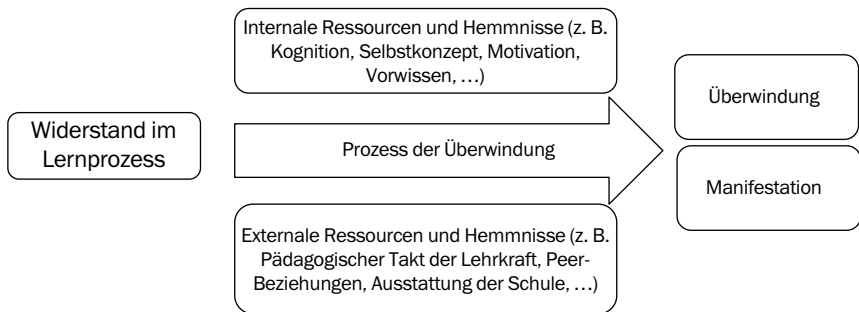 Internale Ressourcen und Hemmnisse (z. B.
Kognition, Selbstkonzept, Motivation,
Vorwissen, …)
Widerstand im
Lernprozess
Prozess der Überwindung
Überwindung
Manifestation
Externale Ressourcen und Hemmnisse (z. B.
Pädagogischer Takt der Lehrkraft, Peer-
Beziehungen, Ausstattung der Schule, …)